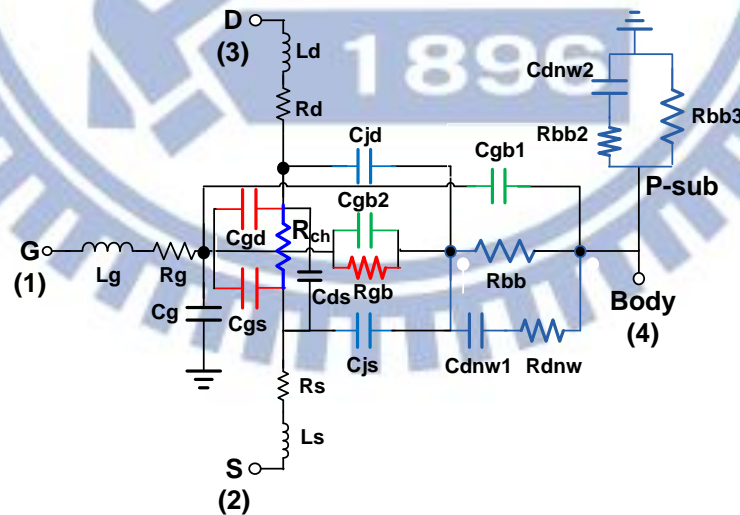 D
(3)
Ld
Rd
1896
Cdnw2
Rbb2
Rbb3
P-sub
Cjd
Cgb1
Cgb2
Cgd
Rch
G
(1)
Lg
Rg
Cg
Cgs
Cds
Rgb
Rbb
Body
(4)
Cjs
Cdnw1
Rdnw
Rs
Ls
S
(2)